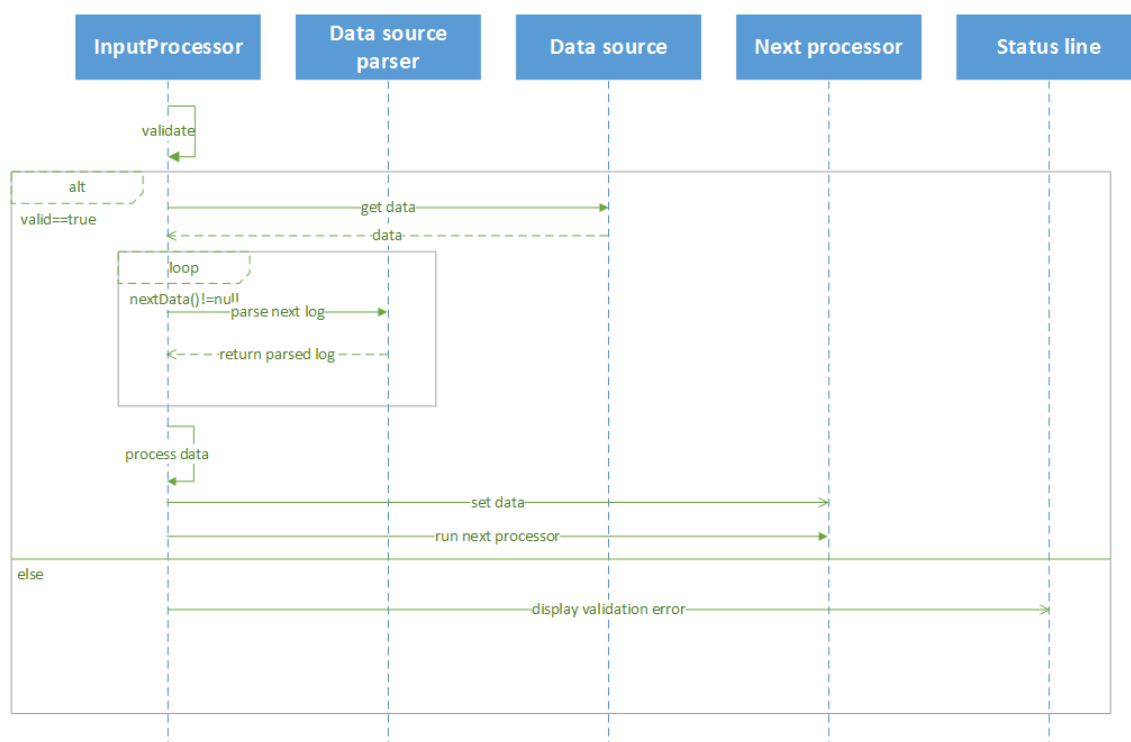 InputProcessor
Data source
parser
Data source
Next processor
Status line
validate
alt
valid==true
get data
data
loop
nextData()!=null
parse next log
return parsed log
process data
set data
run next processor
else
display validation error